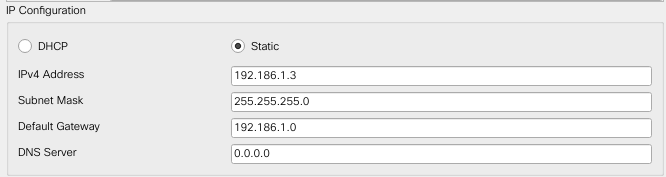 IP Configuration
DHCP Static
IPv4 Address 192.186.1.3
Subnet Mask 255.255.255.0
Default Gateway 192.186.1.0
DNS Server 0.0.0.0